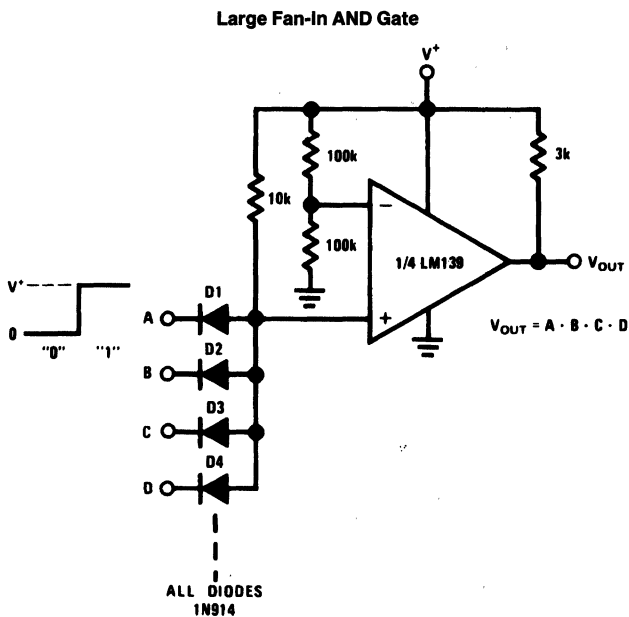 Large Fan-In AND Gate
V+
100k
3k
10k
-
100k
1/4 LM139
VOUT
V+
D1
A
+
0
"0" "1"
VOUT = A · B · C · D
D2
B
D3
C
D4
D
ALL DIODES
1N914